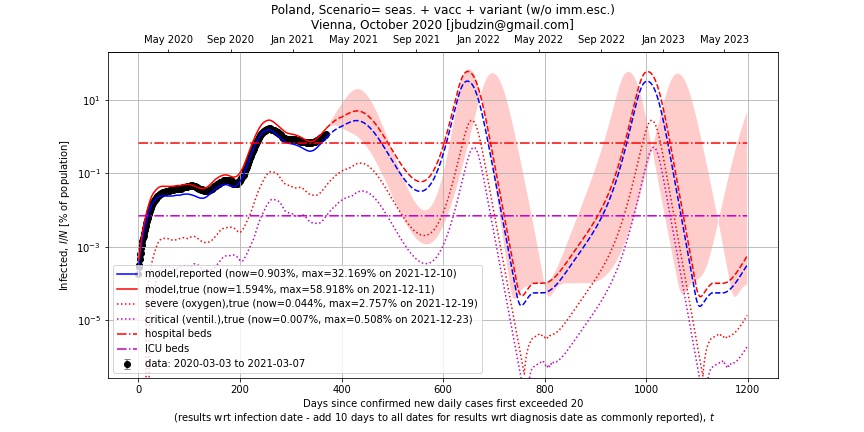 Poland, Scenario= seas. + vacc + variant (w/o imm.esc.)
Vienna, October 2020 [jbudzin@gmail.com]
May 2020 Sep 2020 Jan 2021 May 2021 Sep 2021 Jan 2022 May 2022 Sep 2022 Jan 2023 May 2023
Infected, I/N [% of population]
10¹
10⁻¹
10⁻³
10⁻⁵
model,reported (now=0.903%, max=32.169% on 2021-12-10)
model,true (now=1.594%, max=58.918% on 2021-12-11)
severe (oxygen),true (now=0.044%, max=2.757% on 2021-12-19)
critical (ventil.),true (now=0.007%, max=0.508% on 2021-12-23)
hospital beds
ICU beds
data: 2020-03-03 to 2021-03-07
0 200 400 600 800 1000 1200
Days since confirmed new daily cases first exceeded 20
(results wrt infection date - add 10 days to all dates for results wrt diagnosis date as commonly reported), t